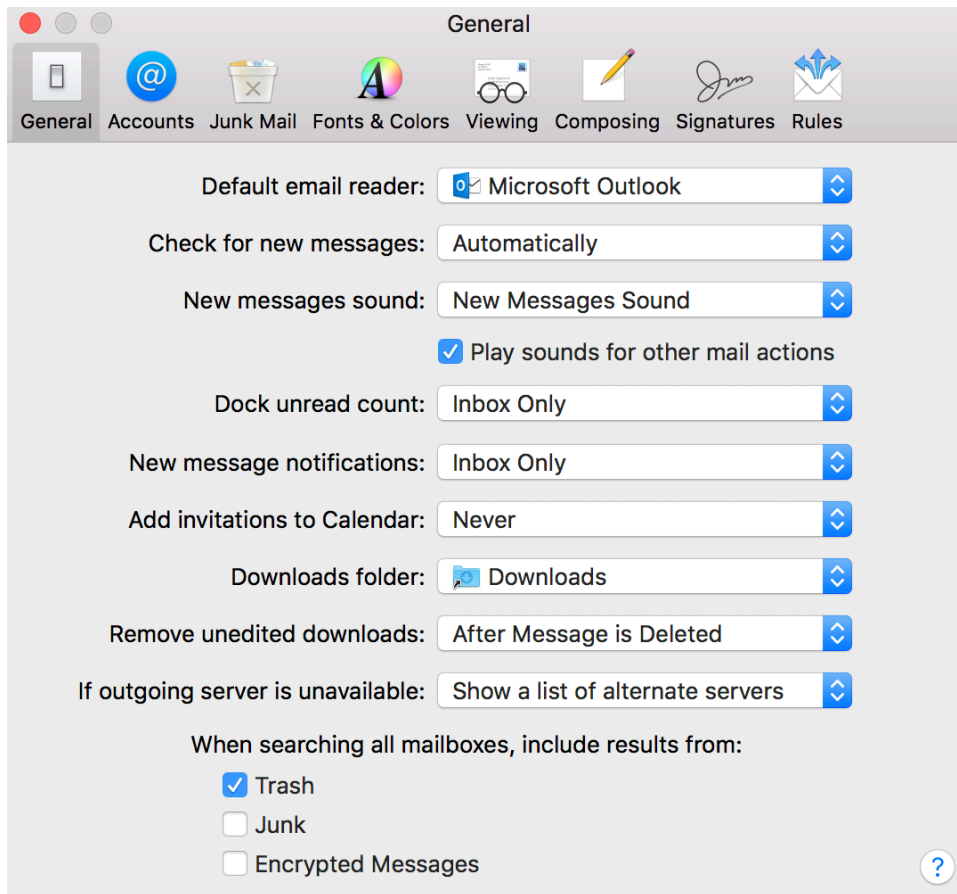 General
General Accounts Junk Mail Fonts & Colors Viewing Composing Signatures Rules
Default email reader: Microsoft Outlook
Check for new messages: Automatically
New messages sound: New Messages Sound
Play sounds for other mail actions
Dock unread count: Inbox Only
New message notifications: Inbox Only
Add invitations to Calendar: Never
Downloads folder: Downloads
Remove unedited downloads: After Message is Deleted
If outgoing server is unavailable: Show a list of alternate servers
When searching all mailboxes, include results from:
Trash
Junk
Encrypted Messages
?